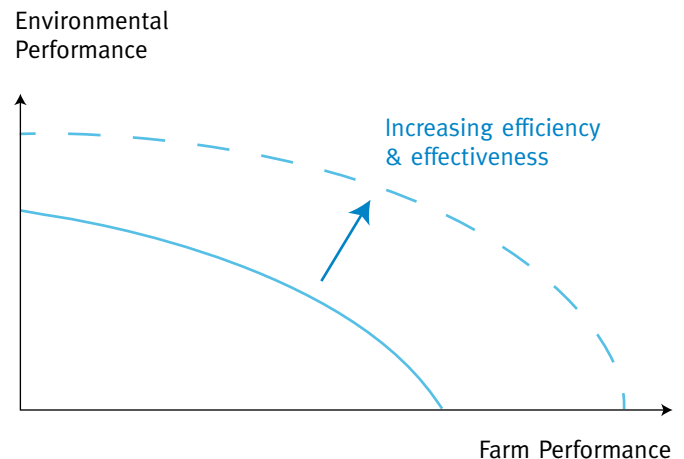 Environmental
Performance
Increasing efficiency
& effectiveness
Farm Performance